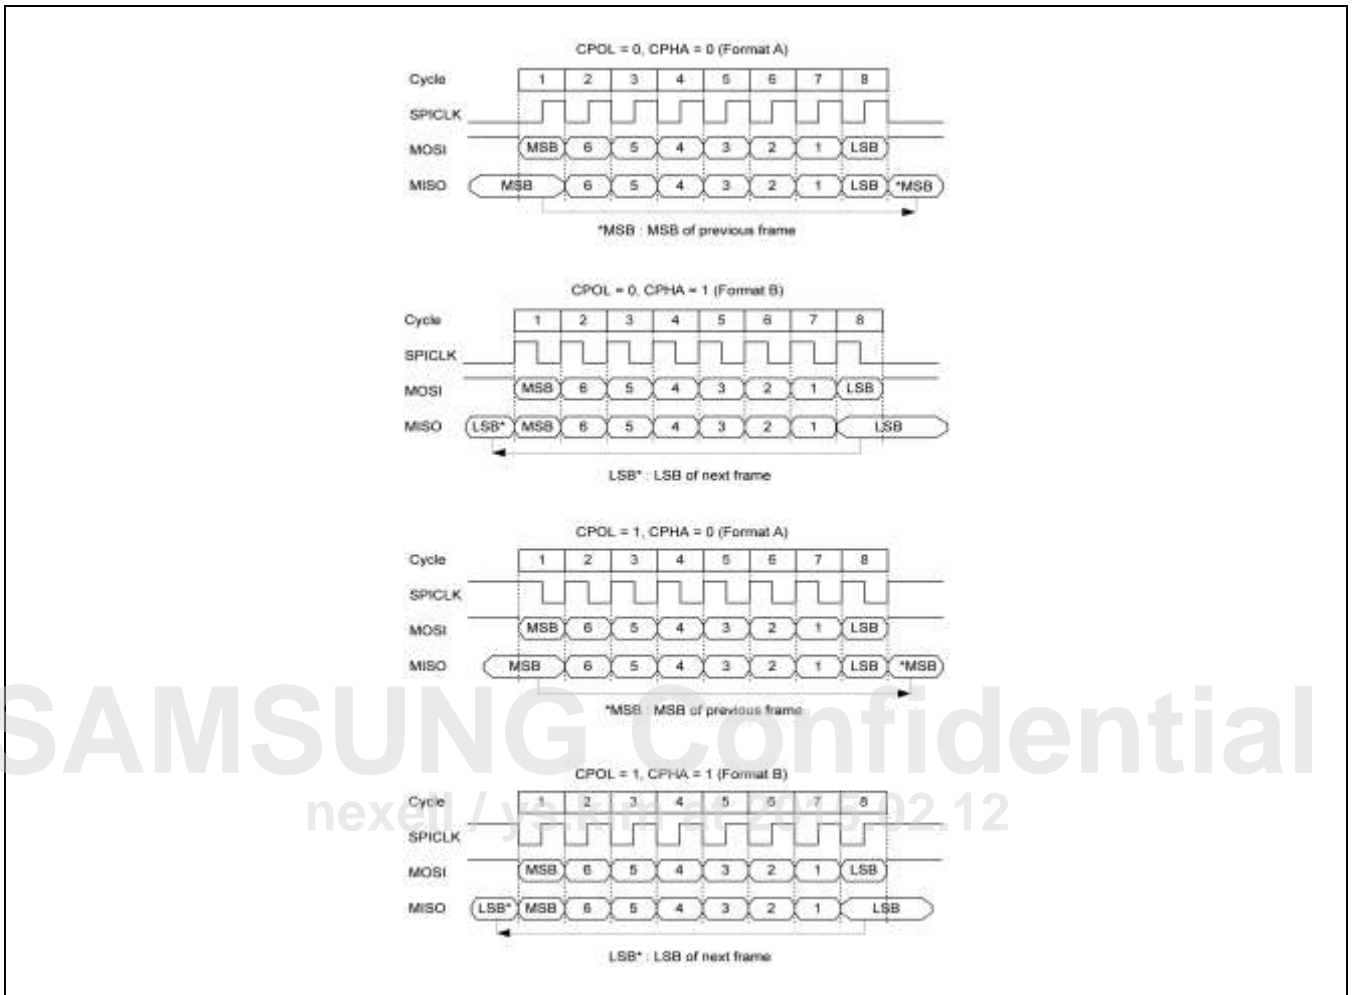 CPOL = 0, CPHA = 0 (Format A)
Cycle 1 2 3 4 5 6 7 8
SPICLK
MOSI MSB 6 5 4 3 2 1 LSB
MISO MSB 6 5 4 3 2 1 LSB *MSB
*MSB : MSB of previous frame
CPOL = 0, CPHA = 1 (Format B)
Cycle 1 2 3 4 5 6 7 8
SPICLK
MOSI MSB 6 5 4 3 2 1 LSB
MISO LSB* MSB 6 5 4 3 2 1 LSB
LSB* : LSB of next frame
CPOL = 1, CPHA = 0 (Format A)
Cycle 1 2 3 4 5 6 7 8
SPICLK
MOSI MSB 6 5 4 3 2 1 LSB
MISO MSB 6 5 4 3 2 1 LSB *MSB
*MSB : MSB of previous frame
SAMSUNG Confidential
CPOL = 1, CPHA = 1 (Format B)
Cycle 1 2 3 4 5 6 7 8
nexell / ys.kim at 2015.02.12
SPICLK
MOSI MSB 6 5 4 3 2 1 LSB
MISO LSB* MSB 6 5 4 3 2 1 LSB
LSB* : LSB of next frame